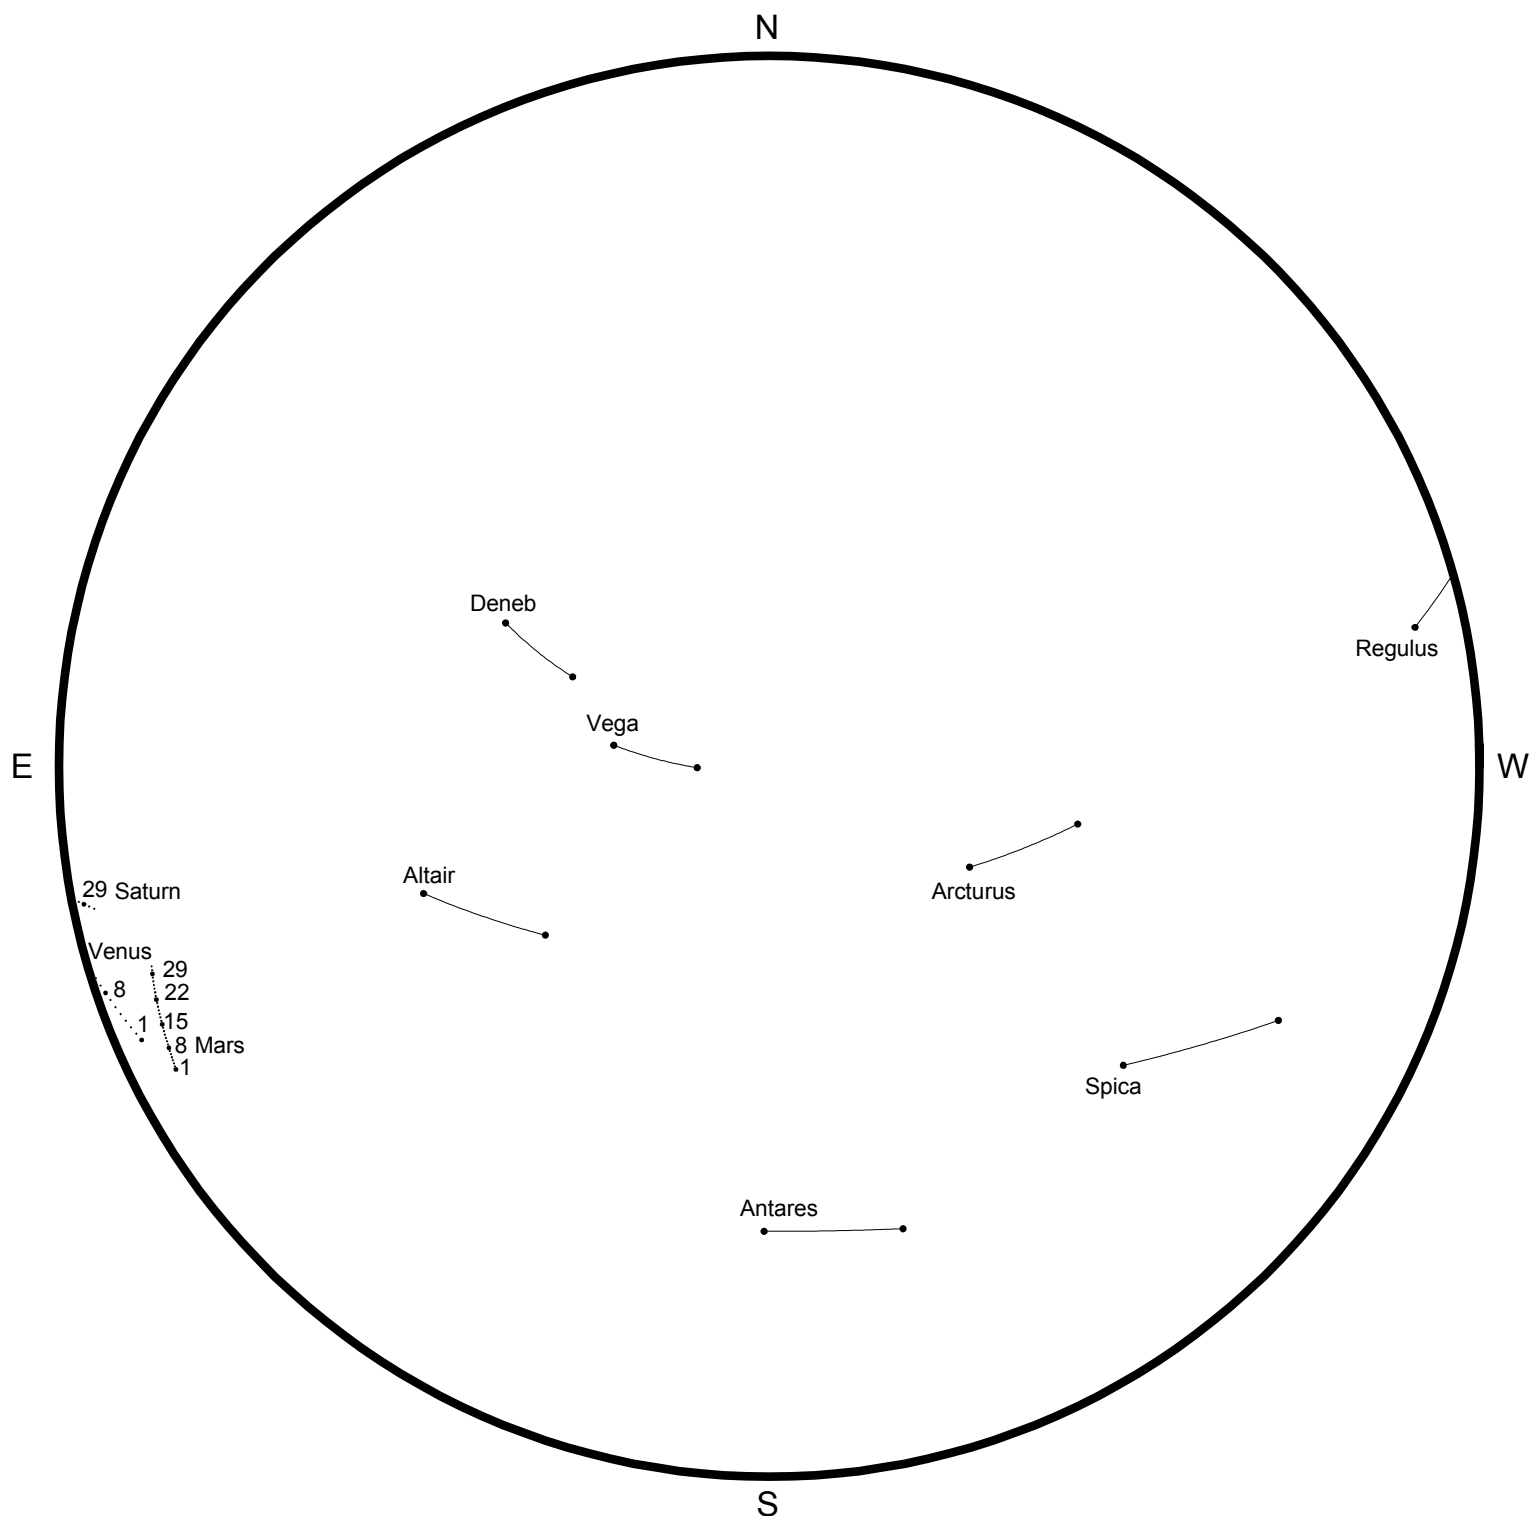 N
Deneb
Regulus
Vega
E
W
Altair
29 Saturn
Arcturus
Venus
29
8
22
1
15
8 Mars
1
Spica
Antares
S